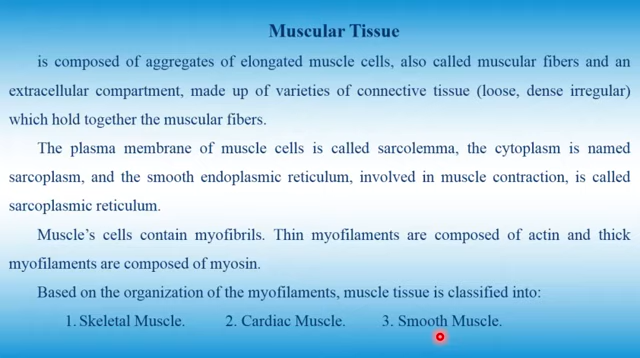 Muscular Tissue
is composed of aggregates of elongated muscle cells, also called muscular fibers and an
extracellular compartment, made up of varieties of connective tissue (loose, dense irregular)
which hold together the muscular fibers.
The plasma membrane of muscle cells is called sarcolemma, the cytoplasm is named
sarcoplasm, and the smooth endoplasmic reticulum, involved in muscle contraction, is called
sarcoplasmic reticulum.
Muscle's cells contain myofibrils. Thin myofilaments are composed of actin and thick
myofilaments are composed of myosin.
Based on the organization of the myofilaments, muscle tissue is classified into:
1. Skeletal Muscle. 2. Cardiac Muscle. 3. Smooth Muscle.